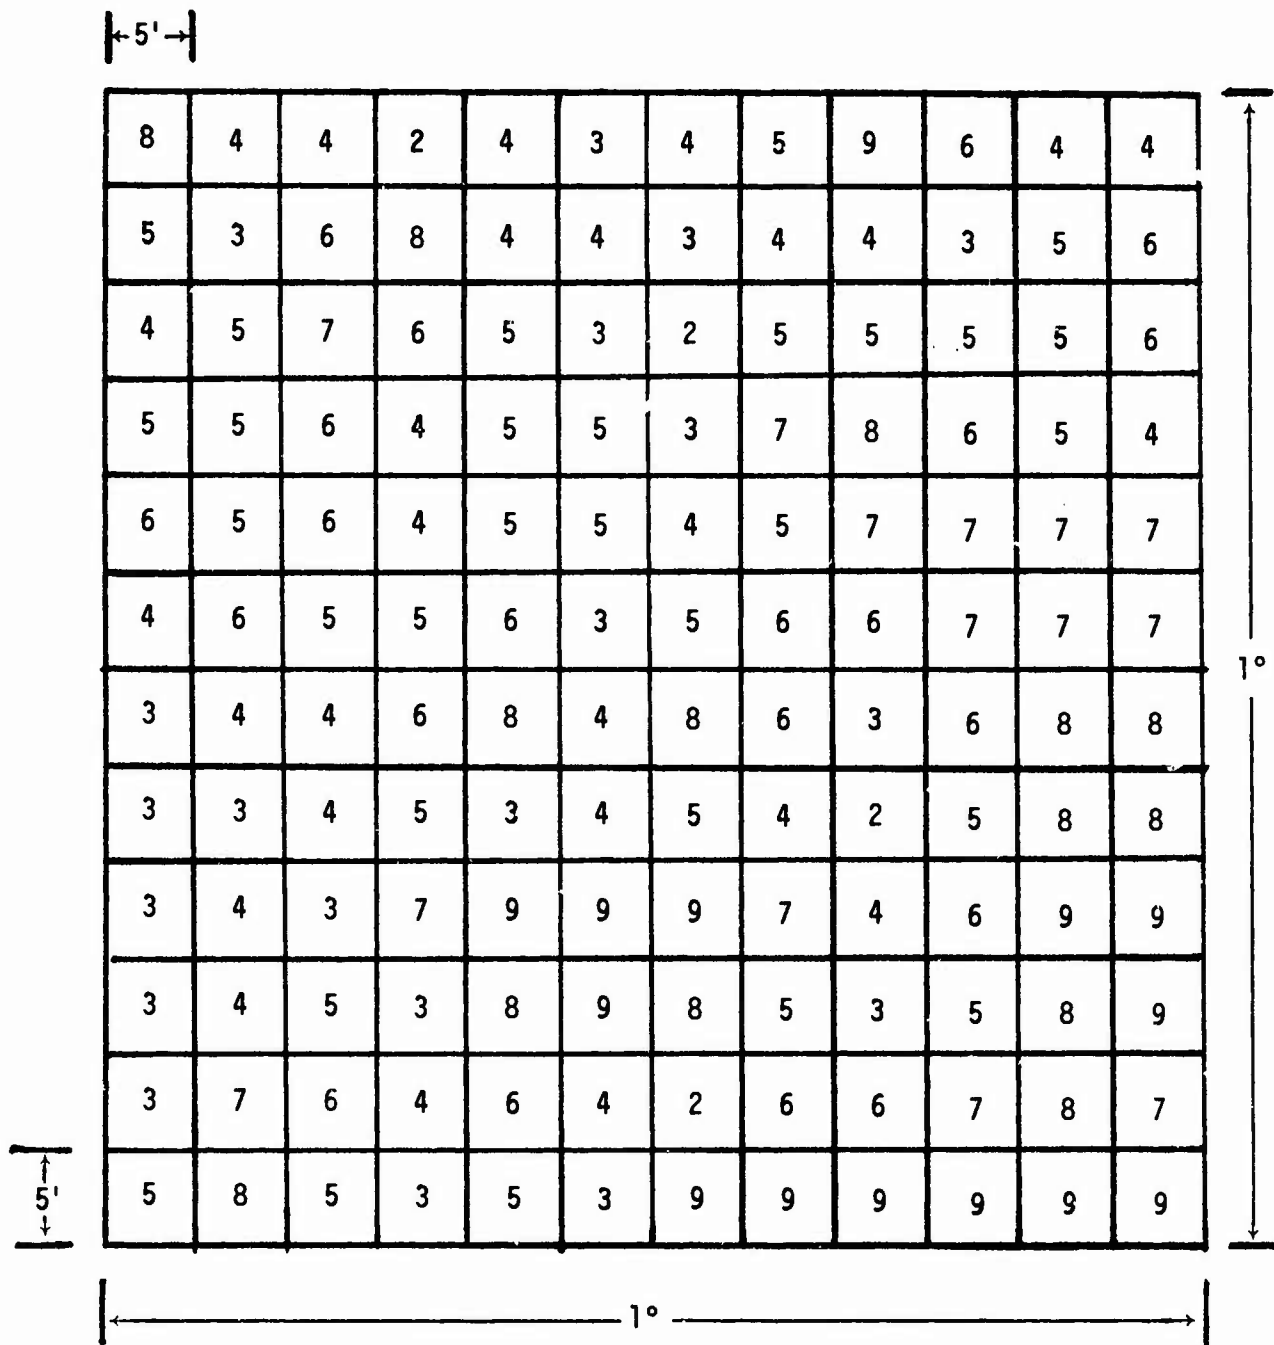 5'
8 4 4 2 4 3 4 5 9 6 4 4
5 3 6 8 4 4 3 4 4 3 5 6
4 5 7 6 5 3 2 5 5 5 5 6
5 5 6 4 5 5 3 7 8 6 5 4
6 5 6 4 5 5 4 5 7 7 7 7
4 6 5 5 6 3 5 6 6 7 7 7
1°
3 4 4 6 8 4 8 6 3 6 8 8
3 3 4 5 3 4 5 4 2 5 8 8
3 4 3 7 9 9 9 7 4 6 9 9
3 4 5 3 8 9 8 5 3 5 8 9
3 7 6 4 6 4 2 6 6 7 8 7
5' 5 8 5 3 5 3 9 9 9 9 9 9
1°